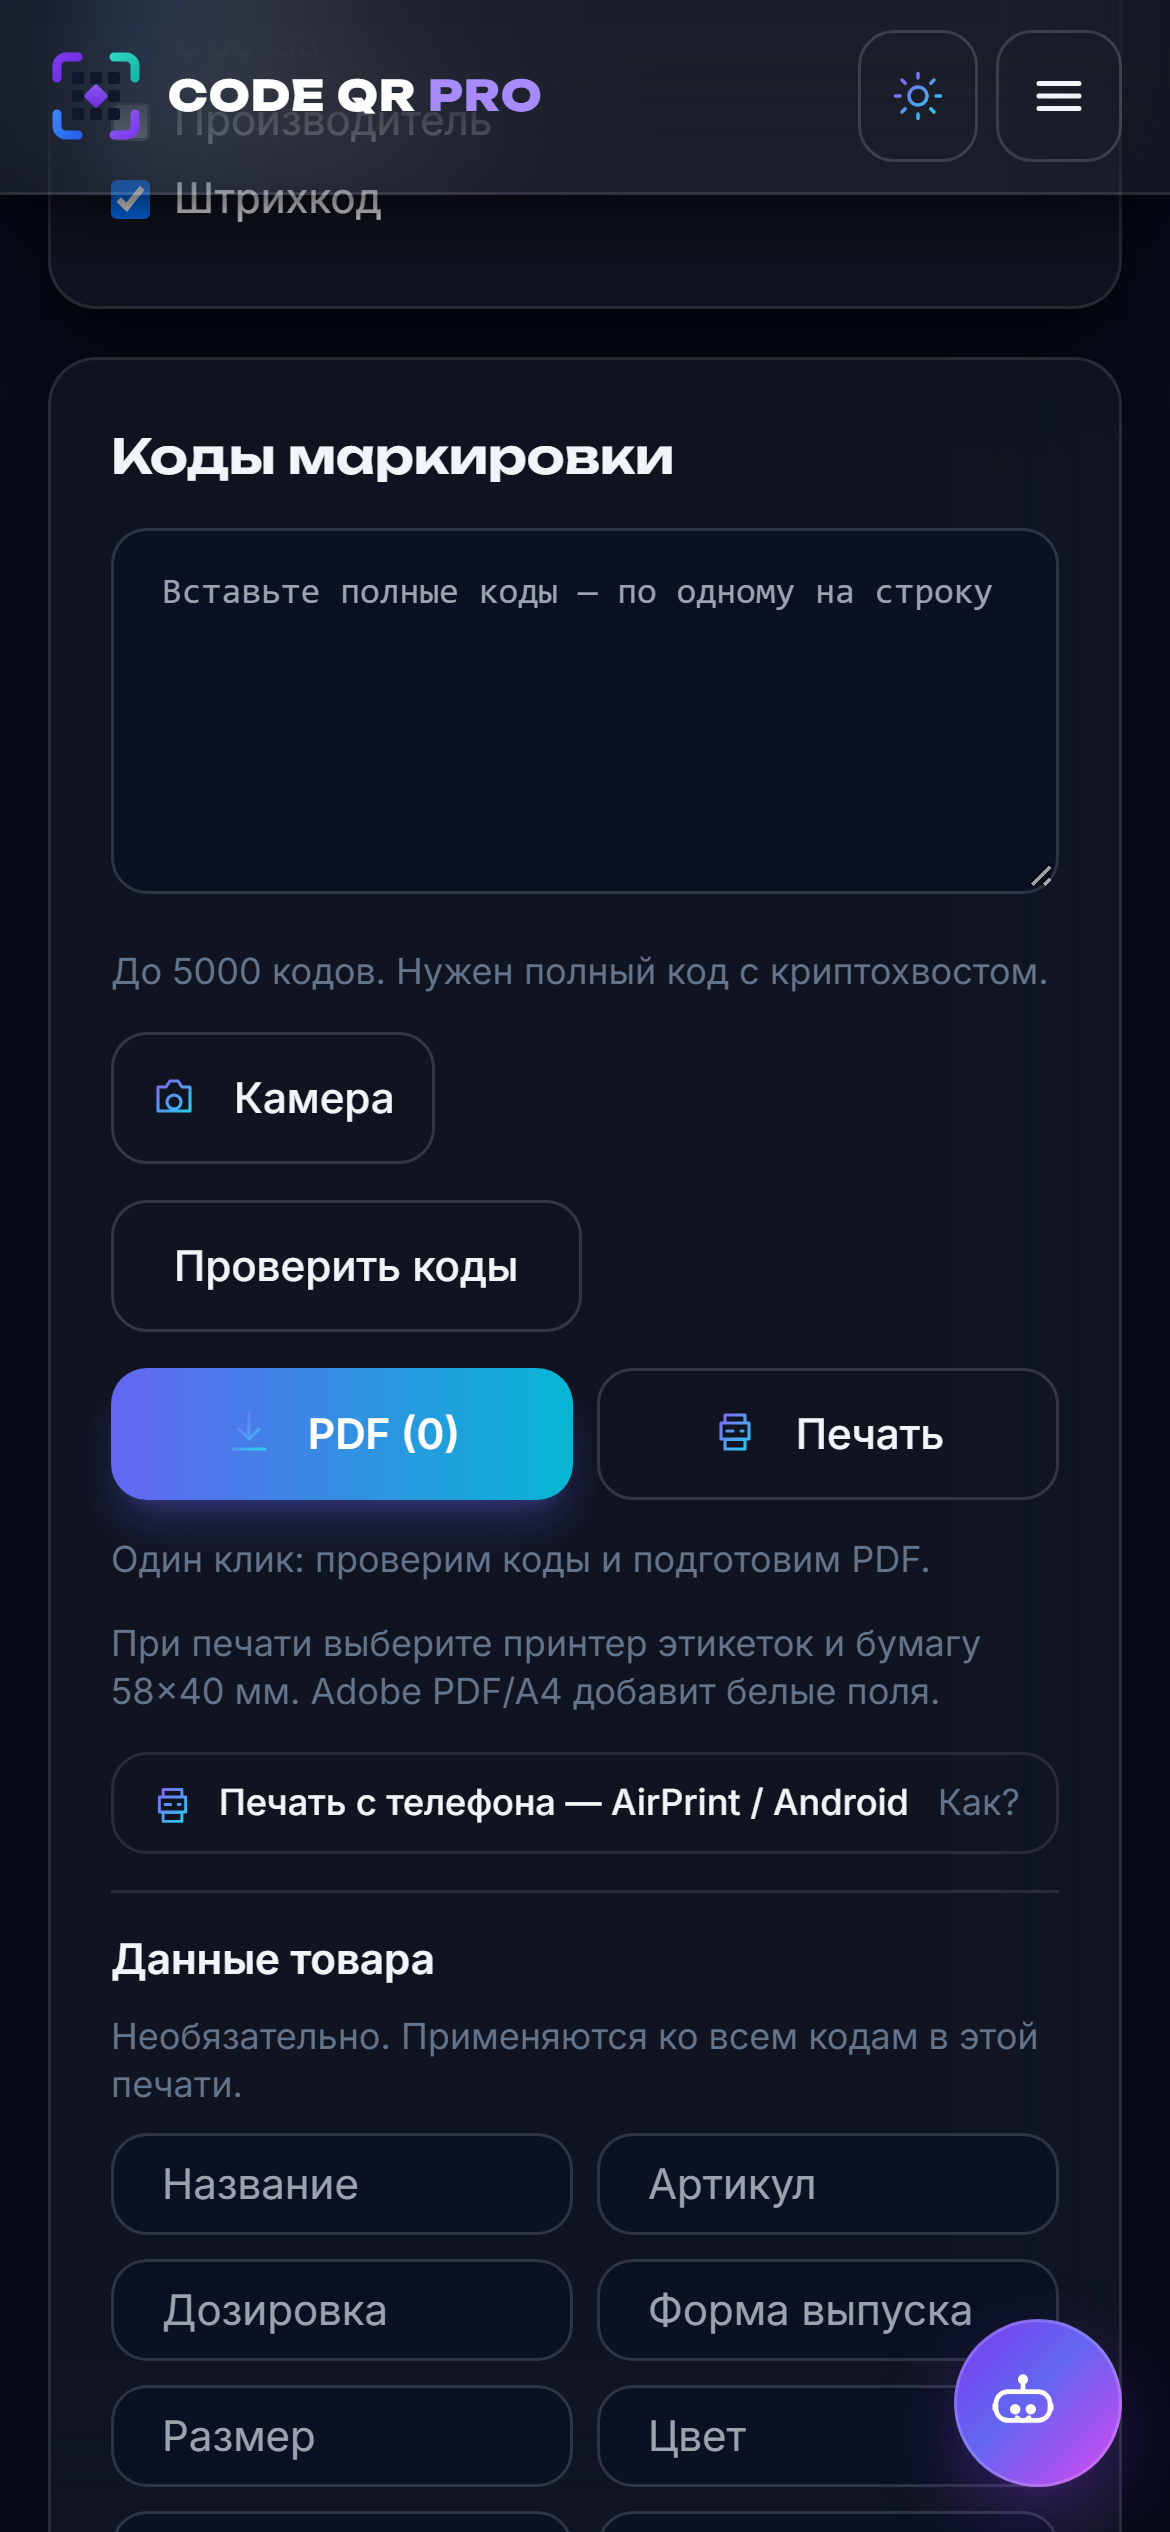 Состав
CODE QR PRO
Производитель
Штрихкод
Коды маркировки
Вставьте полные коды — по одному на строку
До 5000 кодов. Нужен полный код с криптохвостом.
Камера
Проверить коды
PDF (0)
Печать
Один клик: проверим коды и подготовим PDF.
При печати выберите принтер этикеток и бумагу
58×40 мм. Adobe PDF/A4 добавит белые поля.
Печать с телефона — AirPrint / Android Как?
Данные товара
Необязательно. Применяются ко всем кодам в этой
печати.
Название
Артикул
Дозировка
Форма выпуска
Размер
Цвет